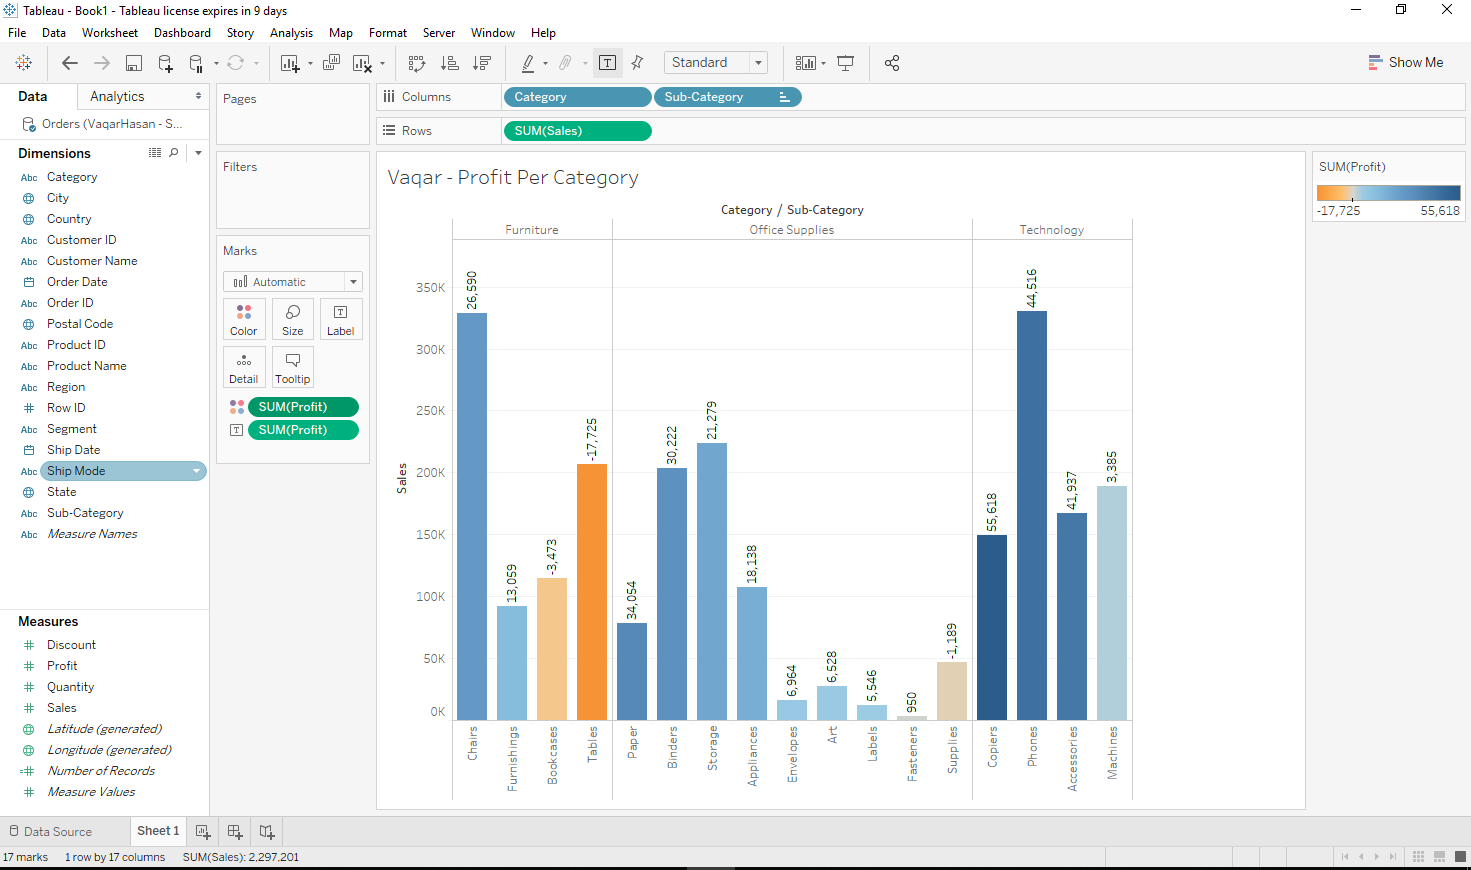 Tableau - Book1 - Tableau license expires in 9 days
File Data Worksheet Dashboard Story Analysis Map Format Server Window Help
Standard
Show Me
Data Analytics
Orders (VaqarHasan - S...
Dimensions
Abc Category
City
Country
Abc Customer ID
Abc Customer Name
Order Date
Abc Order ID
Postal Code
Abc Product ID
Abc Product Name
Abc Region
# Row ID
Abc Segment
Ship Date
Abc Ship Mode
State
Abc Sub-Category
Abc Measure Names
Measures
# Discount
# Profit
# Quantity
# Sales
Latitude (generated)
Longitude (generated)
=# Number of Records
# Measure Values
Pages
Filters
Marks
Automatic
Color Size T Label
Detail Tooltip
SUM(Profit)
T SUM(Profit)
Columns Category Sub-Category
Rows SUM(Sales)
Vaqar - Profit Per Category
Category / Sub-Category
Furniture Office Supplies Technology
Sales
350K
300K
250K
200K
150K
100K
50K
0K
26,590
13,059
-3,473
-17,725
34,054
30,222
21,279
18,138
6,964
6,528
5,546
950
-1,189
55,618
44,516
41,937
3,385
Chairs
Furnishings
Bookcases
Tables
Paper
Binders
Storage
Appliances
Envelopes
Art
Labels
Fasteners
Supplies
Copiers
Phones
Accessories
Machines
SUM(Profit)
-17,725 55,618
Data Source Sheet 1
17 marks 1 row by 17 columns SUM(Sales): 2,297,201